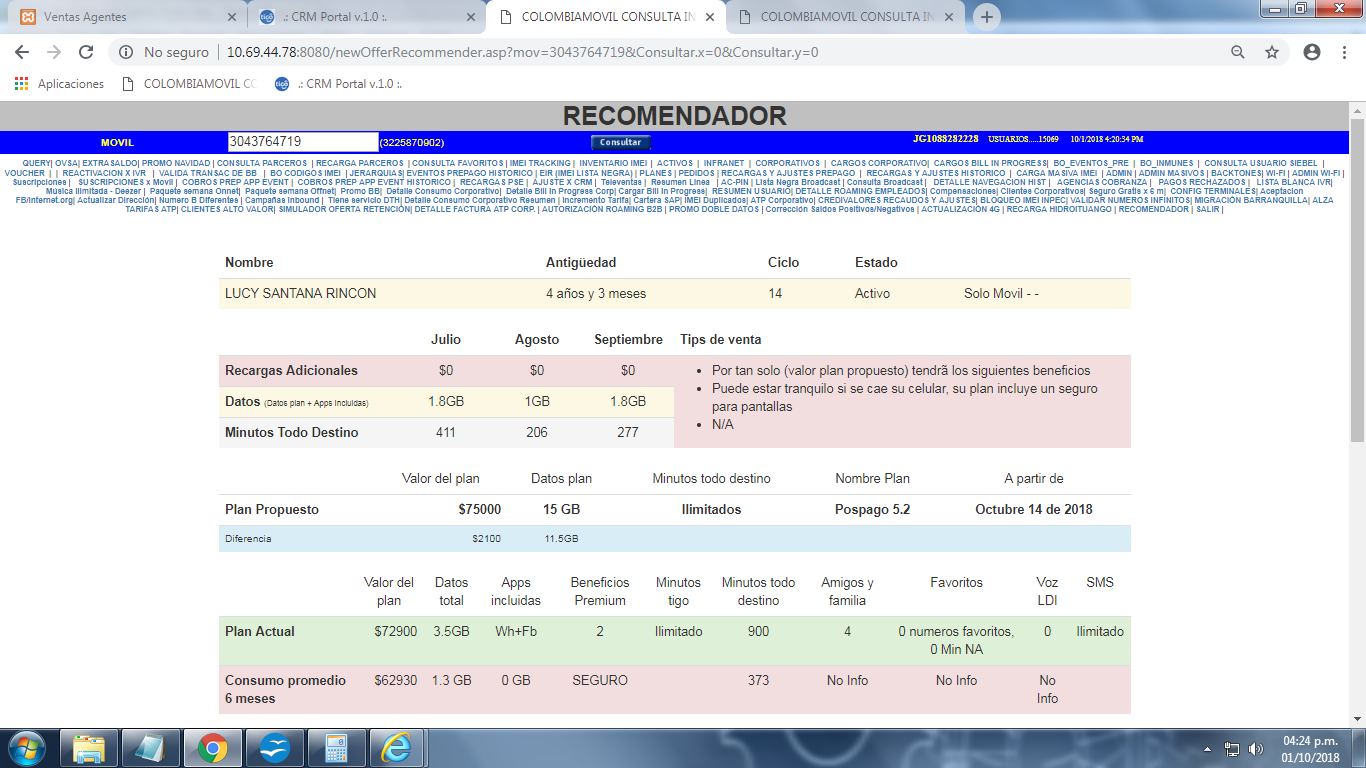 Ventas Agentes
.: CRM Portal v.1.0 :.
COLOMBIAMOVIL CONSULTA IN
COLOMBIAMOVIL CONSULTA IN
No seguro | 10.69.44.78:8080/newOfferRecommender.asp?mov=3043764719&Consultar.x=0&Consultar.y=0
Aplicaciones COLOMBIAMOVIL CC .: CRM Portal v.1.0 :.
RECOMENDADOR
MOVIL 3043764719 (3225870902) Consultar JG1088282228 USUARIOS.....15069 10/1/2018 4:20:34 PM
QUERY| OVSA| EXTRASALDO| PROMO NAVIDAD | CONSULTA PARCEROS | RECARGA PARCEROS | CONSULTA FAVORITOS | IMEI TRACKING | INVENTARIO IMEI | ACTIVOS | INFRANET | CORPORATIVOS | CARGOS CORPORATIVO| CARGOS BILL IN PROGRESS| BO_EVENTOS_PRE | BO_INMUNES | CONSULTA USUARIO SIEBEL |
VOUCHER | | REACTIVACION X IVR | VALIDA TRANSAC DE BB | BO CODIGOS IMEI | JERARQUIAS| EVENTOS PREPAGO HISTORICO | EIR (IMEI LISTA NEGRA) | PLANES | PEDIDOS | RECARGAS Y AJUSTES PREPAGO | RECARGAS Y AJUSTES HISTORICO | CARGA MASIVA IMEI | ADMIN | ADMIN MASIVOS | BACKTONES| WI-FI | ADMIN WI-FI |
Suscripciones | SUSCRIPCIONES x Movil | COBROS PREP APP EVENT | COBROS PREP APP EVENT HISTORICO | RECARGAS PSE | AJUSTE X CRM | Televentas | Resumen Linea | AC-PIN | Lista Negra Broadcast | Consulta Broadcast | DETALLE NAVEGACION HIST | AGENCIAS COBRANZA | PAGOS RECHAZADOS | LISTA BLANCA IVR|
Musica Ilimitada - Deezer | Paquete semana Onnet| Paquete semana Offnet| Promo BB| Detalle Consumo Corporativo| Detalle Bill In Progress Corp| Cargar Bill In Progress| RESUMEN USUARIO| DETALLE ROAMING EMPLEADOS| Compensaciones| Clientes Corporativos| Seguro Gratis x 6 m| CONFIG TERMINALES| Aceptacion
FB/Internet.org| Actualizar Dirección| Numero B Diferentes | Campañas Inbound | Tiene servicio DTH| Detalle Consumo Corporativo Resumen | Incremento Tarifa| Cartera SAP| IMEI Duplicados| ATP Corporativo| CREDIVALORES RECAUDOS Y AJUSTES| BLOQUEO IMEI INPEC| VALIDAR NUMEROS INFINITOS| MIGRACIÓN BARRANQUILLA| ALZA
TARIFAS ATP| CLIENTES ALTO VALOR| SIMULADOR OFERTA RETENCIÓN| DETALLE FACTURA ATP CORP. | AUTORIZACIÓN ROAMING B2B | PROMO DOBLE DATOS | Corrección Saldos Positivos/Negativos | ACTUALIZACIÓN 4G | RECARGA HIDROITUANGO | RECOMENDADOR | SALIR |
Nombre Antigüedad Ciclo Estado
LUCY SANTANA RINCON 4 años y 3 meses 14 Activo Solo Movil - -
Julio Agosto Septiembre Tips de venta
Recargas Adicionales $0 $0 $0
• Por tan solo (valor plan propuesto) tendrã los siguientes beneficios
• Puede estar tranquilo si se cae su celular, su plan incluye un seguro
para pantallas
• N/A
Datos (Datos plan + Apps Incluidas) 1.8GB 1GB 1.8GB
Minutos Todo Destino 411 206 277
Valor del plan Datos plan Minutos todo destino Nombre Plan A partir de
Plan Propuesto $75000 15 GB Ilimitados Pospago 5.2 Octubre 14 de 2018
Diferencia $2100 11.5GB
Valor del Datos Apps Beneficios Minutos Minutos todo Amigos y Favoritos Voz SMS
plan total incluidas Premium tigo destino familia LDI
Plan Actual $72900 3.5GB Wh+Fb 2 Ilimitado 900 4 0 numeros favoritos, 0 Ilimitado
0 Min NA
Consumo promedio $62930 1.3 GB 0 GB SEGURO 373 No Info No Info No
6 meses Info
04:24 p.m.
01/10/2018